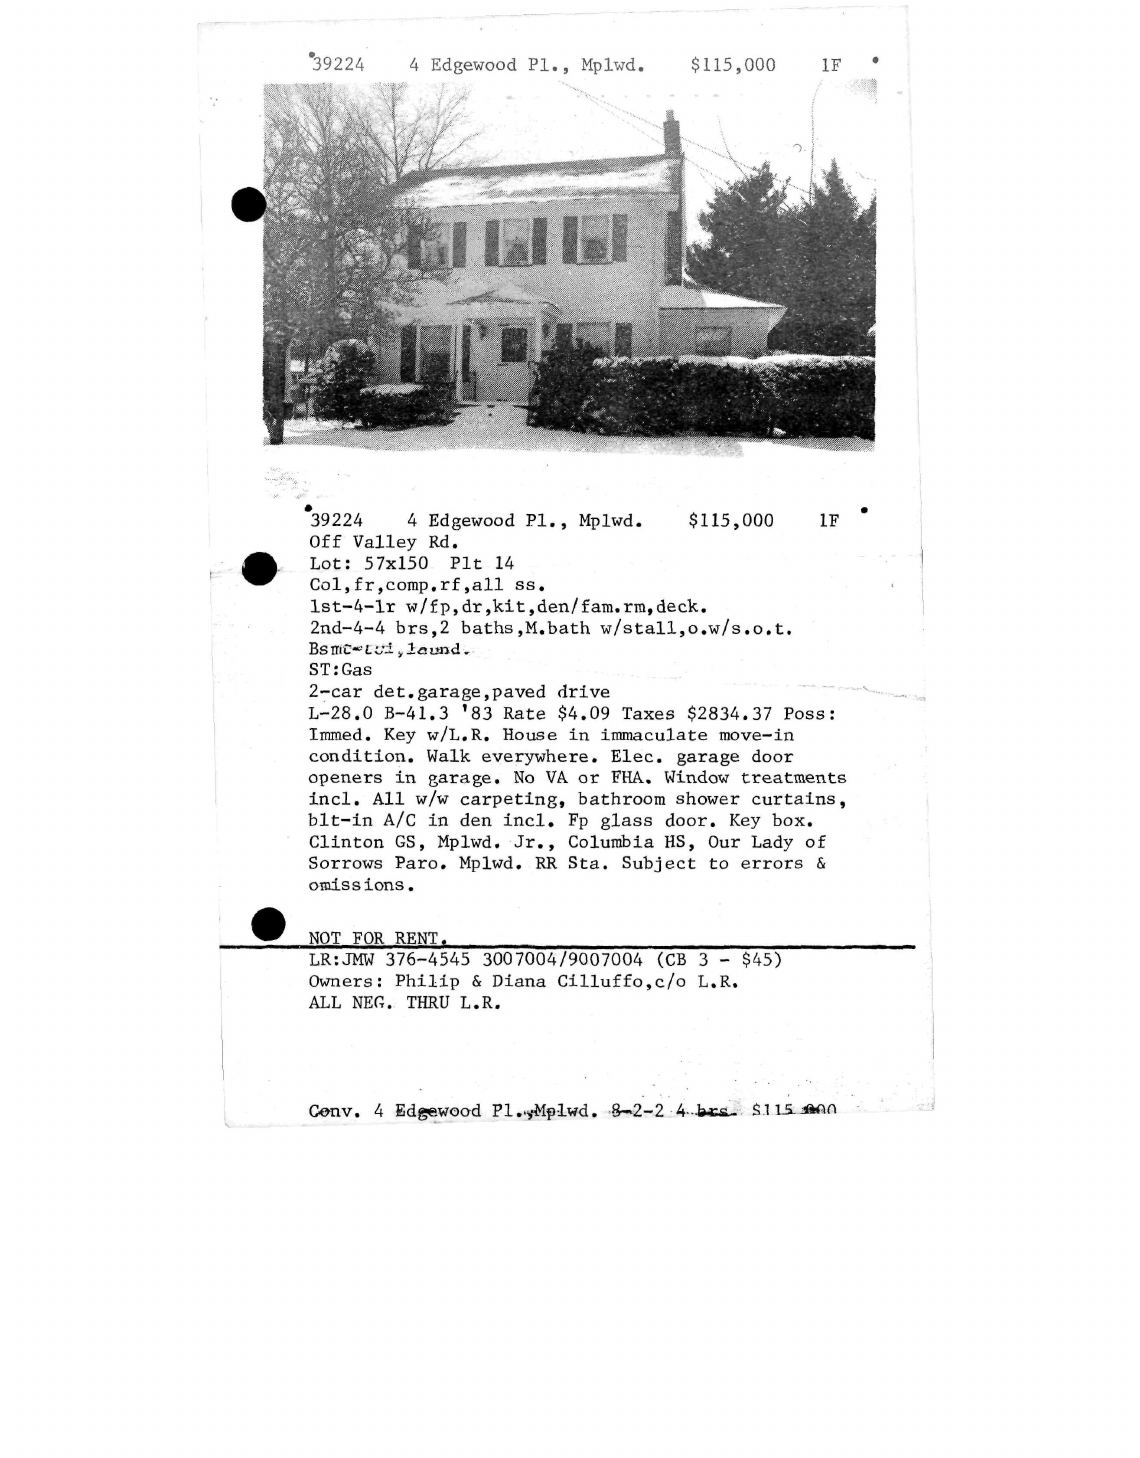 39224 4 Edgewood Pl., Mplwd. $115,000 1F
39224 4 Edgewood Pl., Mplwd. $115,000 1F
Off Valley Rd.
Lot: 57x150 Plt 14
Col,fr,comp.rf,all ss.
1st-4-lr w/fp,dr,kit,den/fam.rm,deck.
2nd-4-4 brs,2 baths,M.bath w/stall,o.w/s.o.t.
Bsmt-toi,laund.
ST:Gas
2-car det.garage,paved drive
L-28.0 B-41.3 '83 Rate $4.09 Taxes $2834.37 Poss:
Immed. Key w/L.R. House in immaculate move-in
condition. Walk everywhere. Elec. garage door
openers in garage. No VA or FHA. Window treatments
incl. All w/w carpeting, bathroom shower curtains,
blt-in A/C in den incl. Fp glass door. Key box.
Clinton GS, Mplwd. Jr., Columbia HS, Our Lady of
Sorrows Paro. Mplwd. RR Sta. Subject to errors &
omissions.
NOT FOR RENT.
LR:JMW 376-4545 3007004/9007004 (CB 3 - $45)
Owners: Philip & Diana Cilluffo,c/o L.R.
ALL NEG. THRU L.R.
Conv. 4 Edgewood Pl.,Mplwd. 8-2-2 4 brs. $115,000